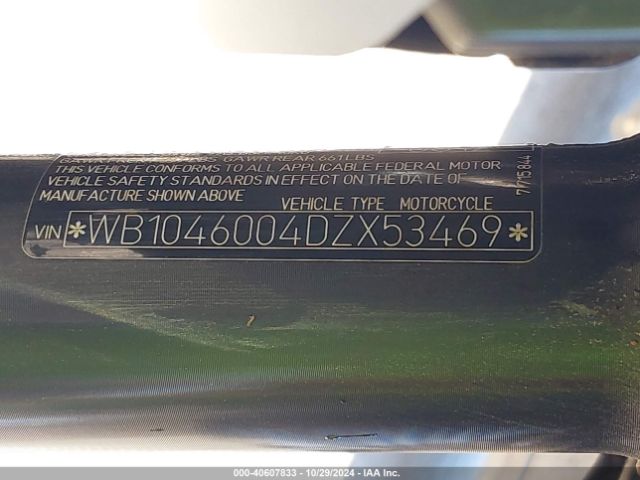 GAWR REAR 661LBS
THIS VEHICLE CONFORMS TO ALL APPLICABLE FEDERAL MOTOR
VEHICLE SAFETY STANDARDS IN EFFECT ON THE DATE OF
MANUFACTURE SHOWN ABOVE
VEHICLE TYPE MOTORCYCLE
VIN *WB1046004DZX53469*
7715844
000-40607833 / 10/29/2024 - IAA Inc.